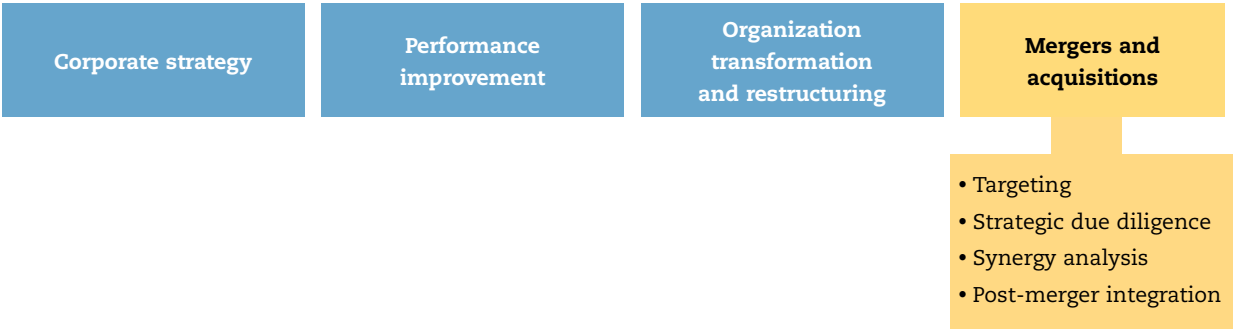 Corporate strategy
Performance
improvement
Organization
transformation
and restructuring
Mergers and
acquisitions
• Targeting
• Strategic due diligence
• Synergy analysis
• Post-merger integration